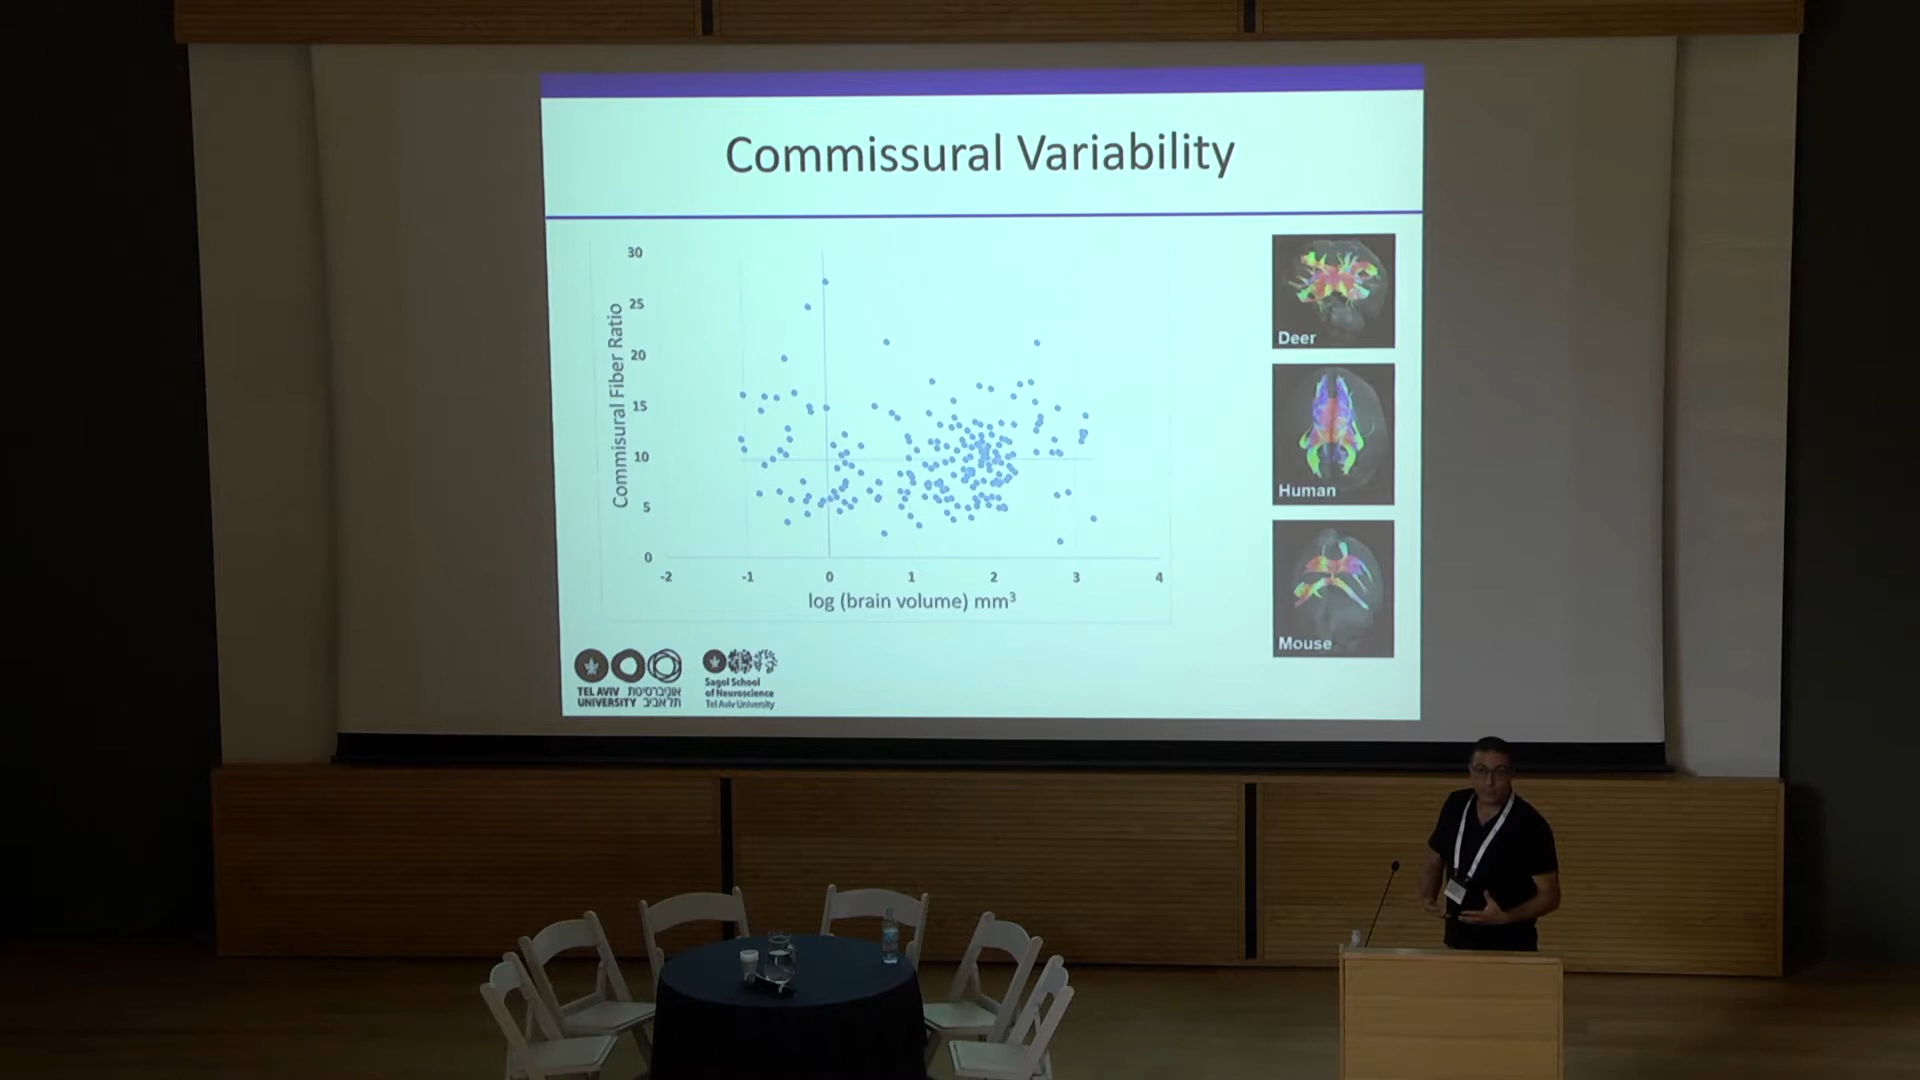 Commissural Variability
30
25
20
15
10
5
0
Commisural Fiber Ratio
-2 -1 0 1 2 3 4
log (brain volume) mm³
Deer
Human
Mouse
TEL AVIV אוניברסיטת
UNIVERSITY תל אביב
Sagol School
of Neuroscience
Tel Aviv University